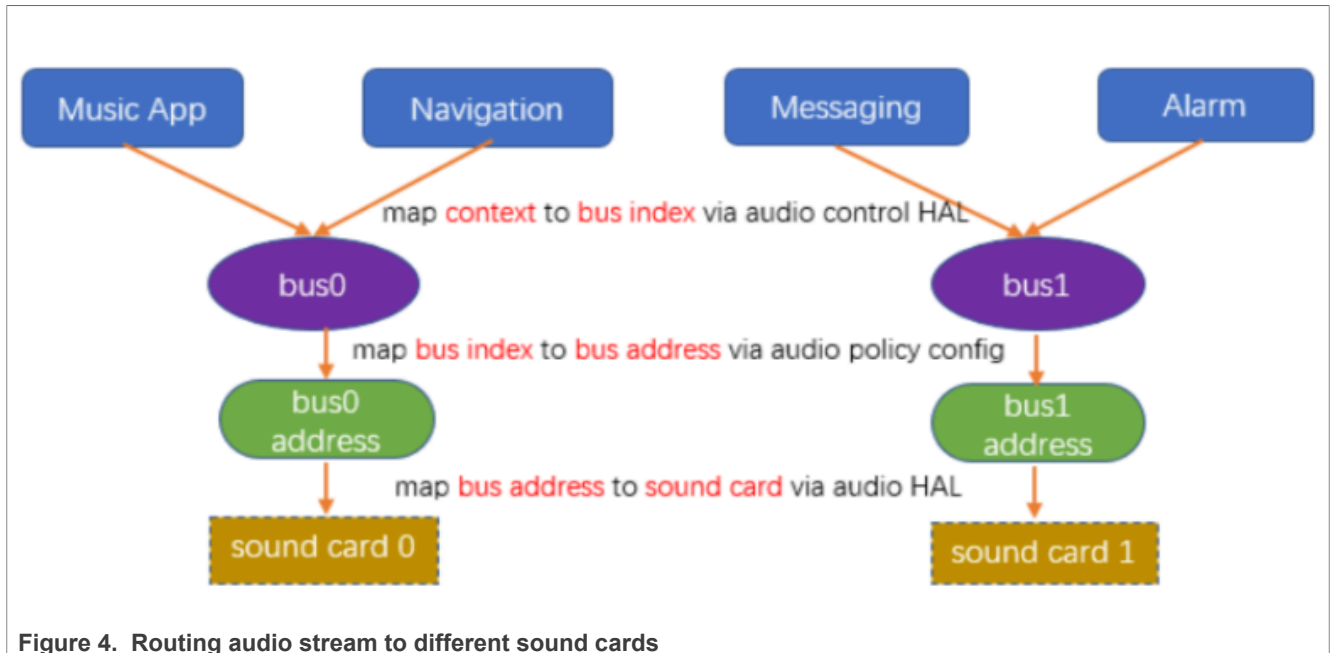 Music App
Navigation
Messaging
Alarm
map context to bus index via audio control HAL
bus0
bus1
map bus index to bus address via audio policy config
bus0
address
bus1
address
map bus address to sound card via audio HAL
sound card 0
sound card 1
Figure 4. Routing audio stream to different sound cards